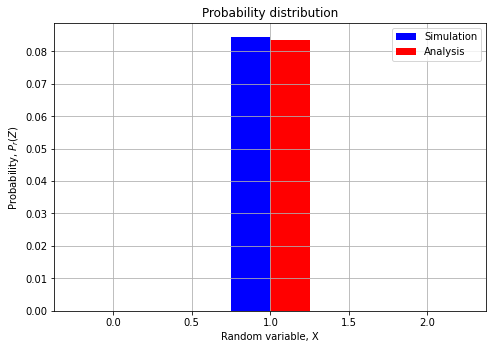 Probability distribution
Simulation
Analysis
Probability, Pr(Z)
0.08
0.07
0.06
0.05
0.04
0.03
0.02
0.01
0.00
0.0 0.5 1.0 1.5 2.0
Random variable, X